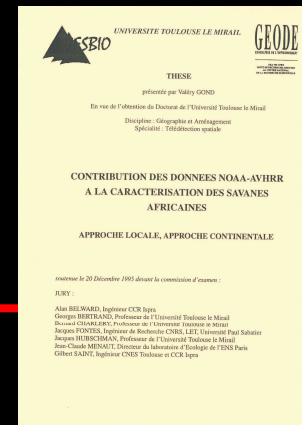 CESBIO
UNIVERSITE TOULOUSE LE MIRAIL
GEODE
THESE
présentée par Valéry GOND
En vue de l'obtention du Doctorat de l'Université Toulouse le Mirail
Discipline : Géographie et Aménagement
Spécialité : Télédétection spatiale
CONTRIBUTION DES DONNEES NOAA-AVHRR
A LA CARACTERISATION DES SAVANES
AFRICAINES
APPROCHE LOCALE, APPROCHE CONTINENTALE
soutenue le 20 Décembre 1995 devant la commission d'examen :
JURY :
Alan BELWARD, Ingénieur CCR Ispra
Georges BERTRAND, Professeur de l'Université Toulouse le Mirail
Bernard CHARLERY, Professeur de l'Université Toulouse le Mirail
Jacques FONTES, Ingénieur de Recherche CNRS, LET, Université Paul Sabatier
Jacques HUBSCHMAN, Professeur de l'Université Toulouse le Mirail
Jean-Claude MENAUT, Directeur du laboratoire d'Ecologie de l'ENS Paris
Gilbert SAINT, Ingénieur CNES Toulouse et CCR Ispra